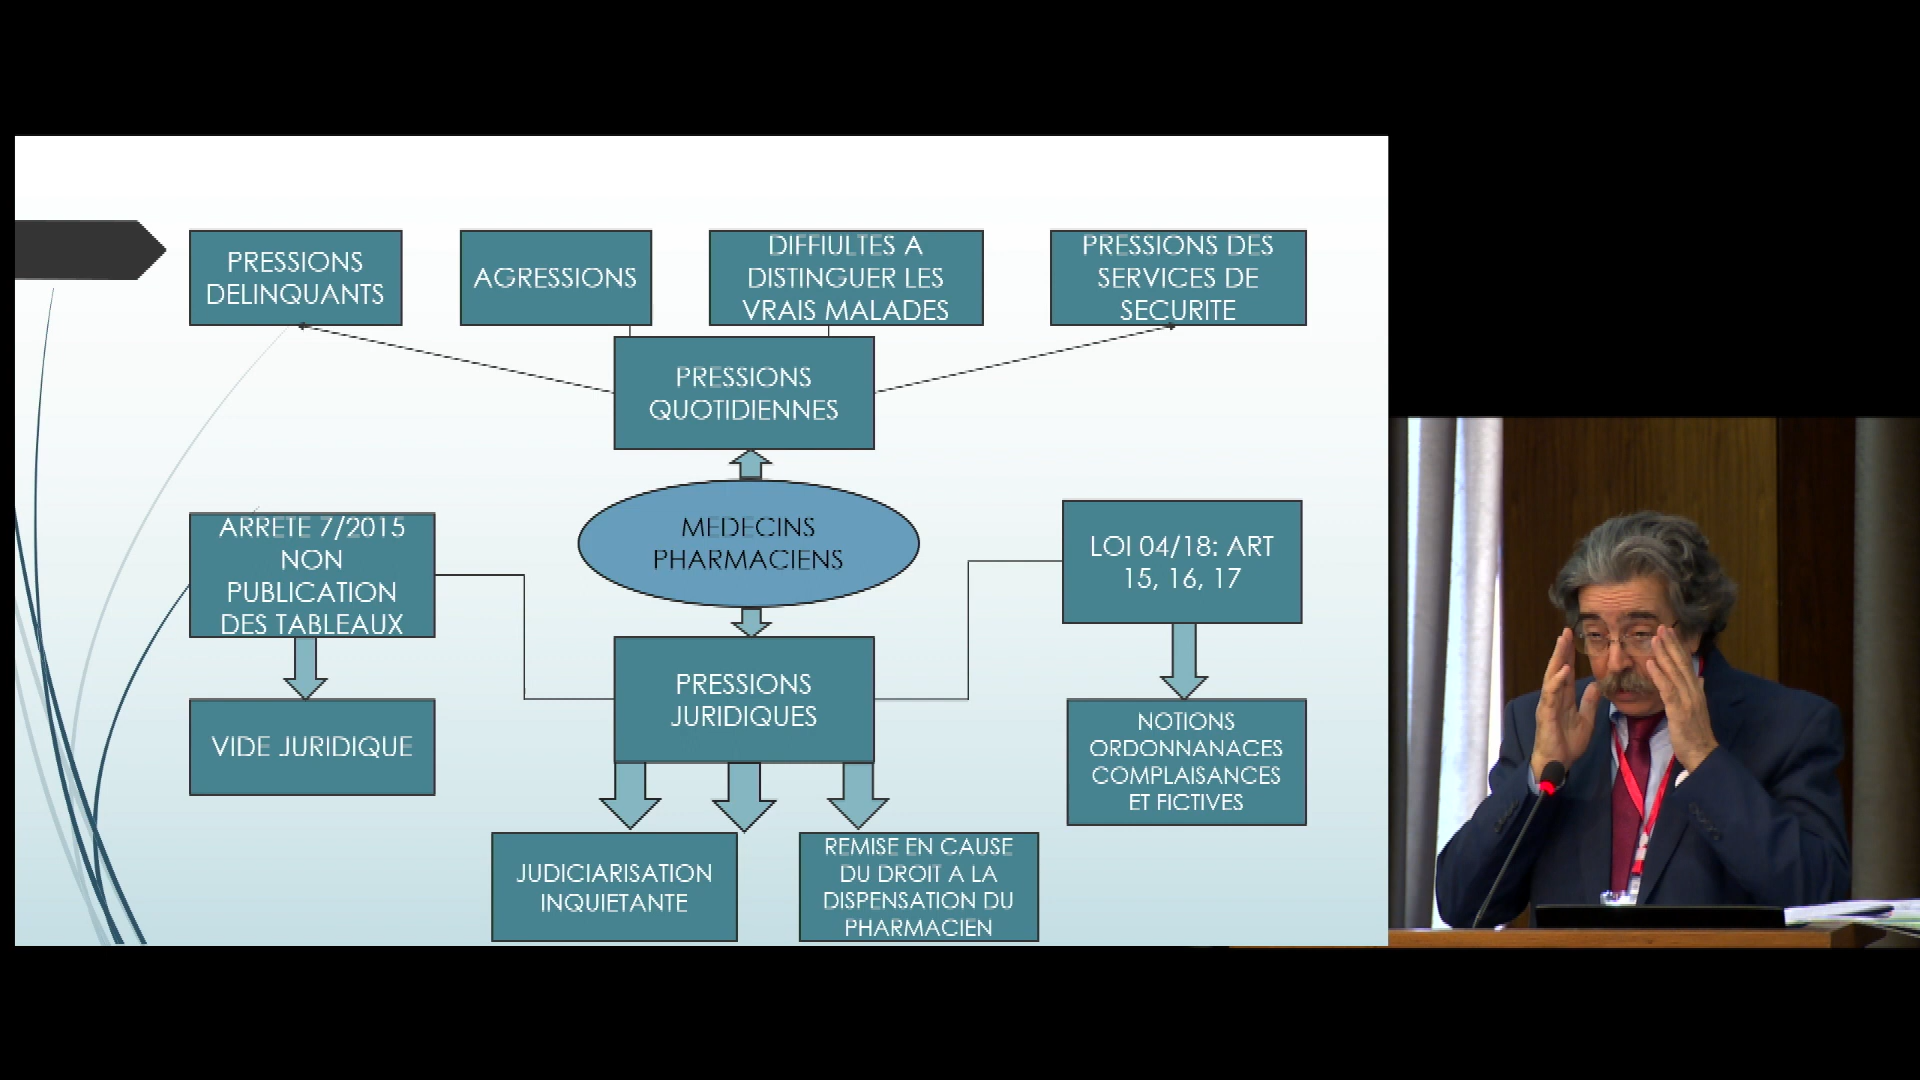 PRESSIONS
DELINQUANTS
AGRESSIONS
DIFFIULTES A
DISTINGUER LES
VRAIS MALADES
PRESSIONS DES
SERVICES DE
SECURITE
PRESSIONS
QUOTIDIENNES
ARRETE 7/2015
NON
PUBLICATION
DES TABLEAUX
MEDECINS
PHARMACIENS
LOI 04/18: ART
15, 16, 17
VIDE JURIDIQUE
PRESSIONS
JURIDIQUES
NOTIONS
ORDONNANACES
COMPLAISANCES
ET FICTIVES
JUDICIARISATION
INQUIETANTE
REMISE EN CAUSE
DU DROIT A LA
DISPENSATION DU
PHARMACIEN